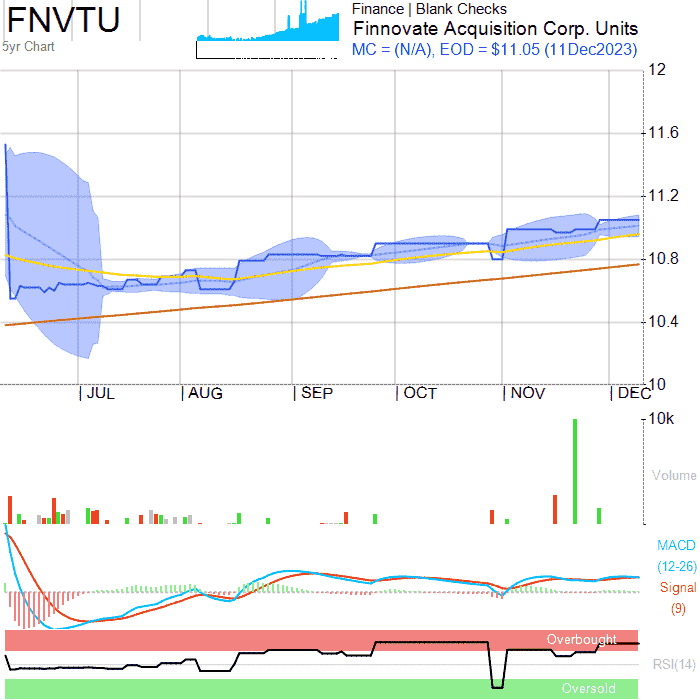 FNVTU
5yr Chart
Finance | Blank Checks
Finnovate Acquisition Corp. Units
MC = (N/A), EOD = $11.05 (11Dec2023)
12
11.6
11.2
10.8
10.4
10
JUL
AUG
SEP
OCT
NOV
DEC
10k
Volume
MACD
(12-26)
Signal
(9)
Overbought
RSI(14)
Oversold